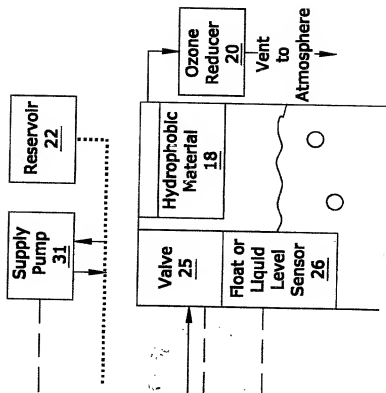 Supply
Pump
31
Reservoir
22
Valve
25
Hydrophobic
Material
18
Float or
Liquid
Level
Sensor
26
Ozone
Reducer
20
Vent
to
Atmosphere